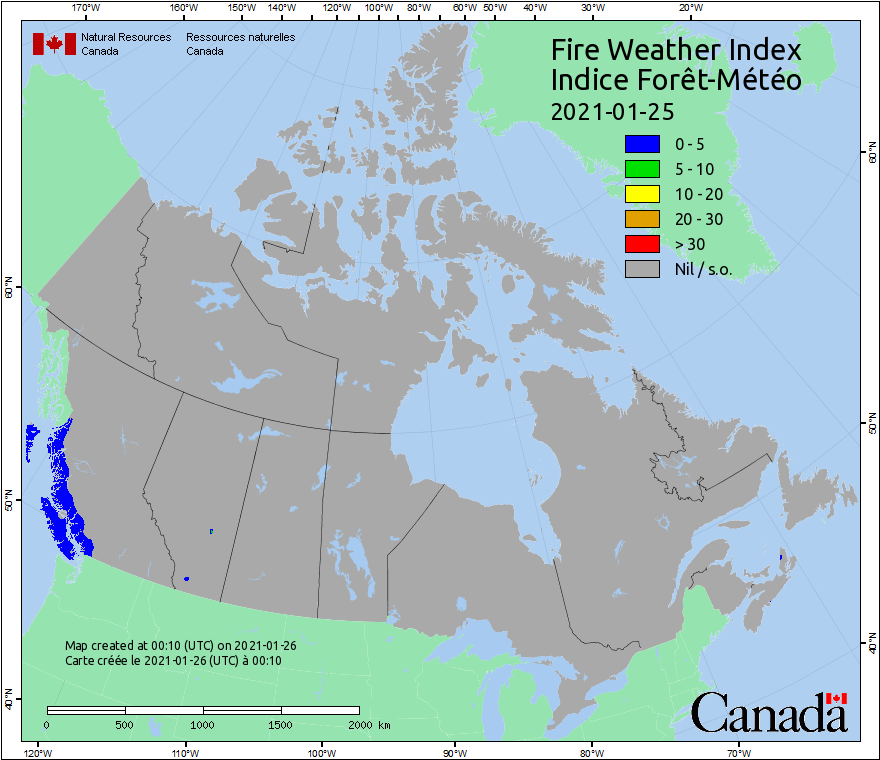 170°W 160°W 150°W 140°W 130°W 120°W 110°W 100°W 90°W 80°W 60°W 50°W 40°W 30°W 20°W
Natural Resources Ressources naturelles
Canada Canada
Fire Weather Index
Indice Forêt-Météo
2021-01-25
0 - 5
5 - 10
10 - 20
20 - 30
> 30
Nil / s.o.
60°N
60°N
50°N
50°N
40°N
40°N
Map created at 00:10 (UTC) on 2021-01-26
Carte créée le 2021-01-26 (UTC) à 00:10
0 500 1000 1500 2000 km
Canada
120°W 110°W 100°W 90°W 80°W 70°W